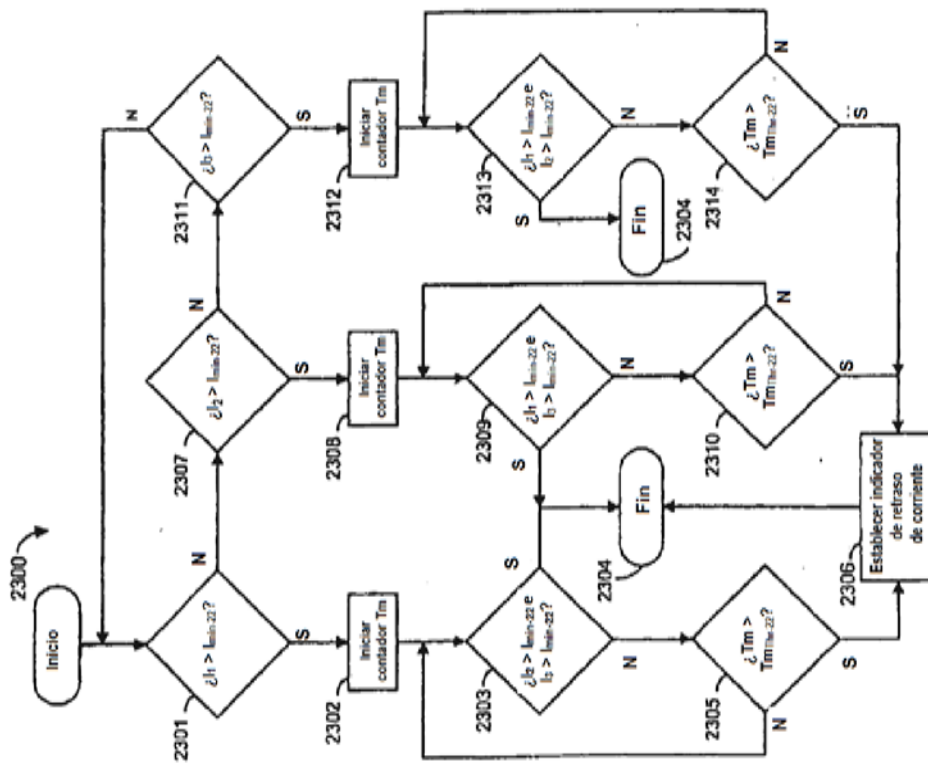 2300
Inicio
2301
¿I₁ > Imin-22?
N
S
2302
Iniciar
contador Tm
2303
¿I₂ > Imin-22 e
I₃ > Imin-22?
S
N
2305
¿Tm >
TmThr-22?
N
S
2306
Establecer indicador
de retraso
de corriente
2304
Fin
2307
¿I₂ > Imin-22?
N
S
2308
Iniciar
contador Tm
2309
¿I₁ > Imin-22 e
I₃ > Imin-22?
S
N
2310
¿Tm >
TmThr-22?
N
S
2311
¿I₃ > Imin-22?
N
S
2312
Iniciar
contador Tm
2313
¿I₁ > Imin-22 e
I₂ > Imin-22?
S
N
Fin
2304
2314
¿Tm >
TmThr-22?
N
S